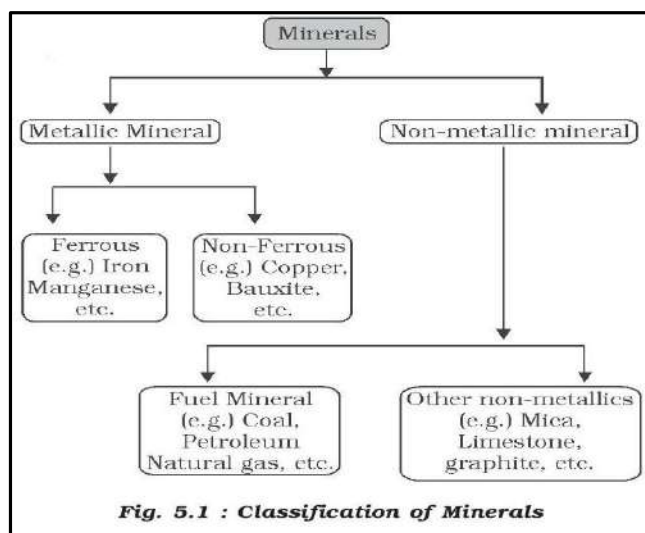 Minerals
Metallic Mineral
Non-metallic mineral
Ferrous
(e.g.) Iron
Manganese,
etc.
Non-Ferrous
(e.g.) Copper,
Bauxite,
etc.
Fuel Mineral
(e.g.) Coal,
Petroleum
Natural gas, etc.
Other non-metallics
(e.g.) Mica,
Limestone,
graphite, etc.
Fig. 5.1 : Classification of Minerals